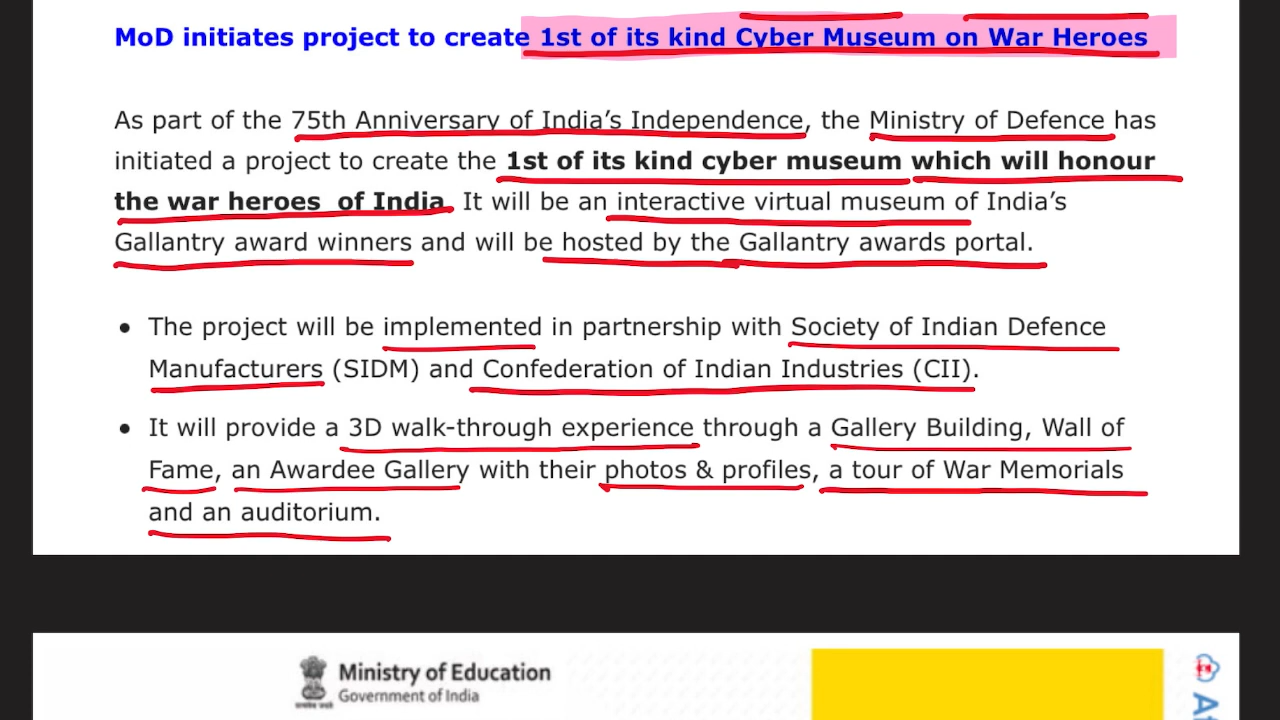 MoD initiates project to create 1st of its kind Cyber Museum on War Heroes
As part of the 75th Anniversary of India’s Independence, the Ministry of Defence has
initiated a project to create the 1st of its kind cyber museum which will honour
the war heroes of India. It will be an interactive virtual museum of India’s
Gallantry award winners and will be hosted by the Gallantry awards portal.
● The project will be implemented in partnership with Society of Indian Defence
Manufacturers (SIDM) and Confederation of Indian Industries (CII).
● It will provide a 3D walk-through experience through a Gallery Building, Wall of
Fame, an Awardee Gallery with their photos & profiles, a tour of War Memorials
and an auditorium.
Ministry of Education
Government of India